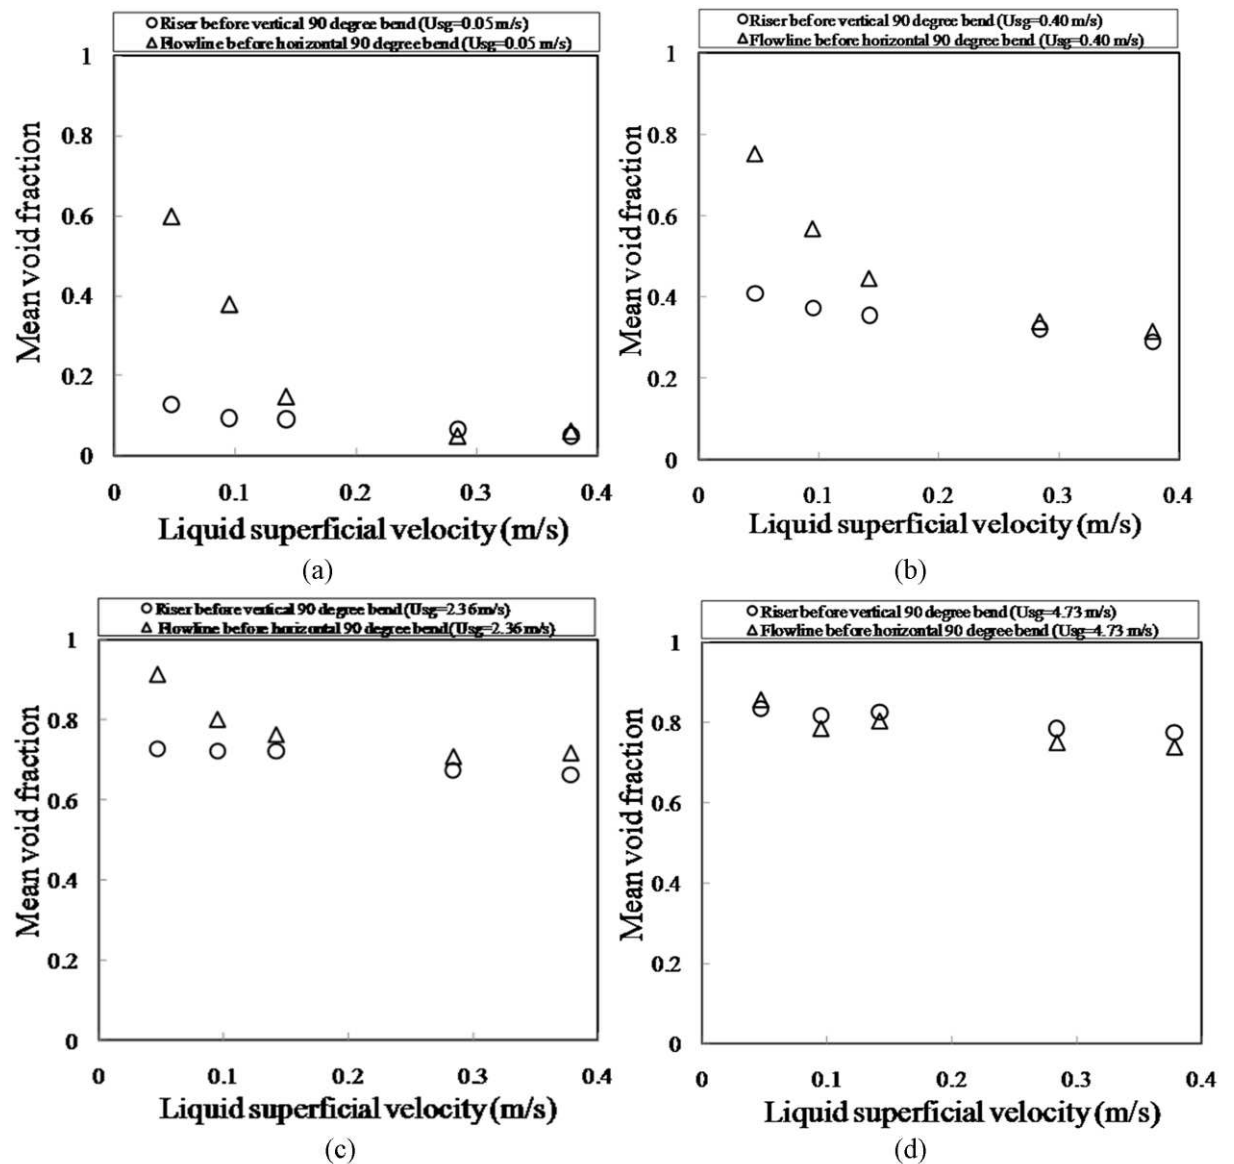 Riser before vertical 90 degree bend (Usg=0.05 m/s)
Flowline before horizontal 90 degree bend (Usg=0.05 m/s)
1
0.8
0.6
0.4
0.2
0
Mean void fraction
0 0.1 0.2 0.3 0.4
Liquid superficial velocity (m/s)
(a)
Riser before vertical 90 degree bend (Usg=0.40 m/s)
Flowline before horizontal 90 degree bend (Usg=0.40 m/s)
1
0.8
0.6
0.4
0.2
0
Mean void fraction
0 0.1 0.2 0.3 0.4
Liquid superficial velocity (m/s)
(b)
Riser before vertical 90 degree bend (Usg=2.36 m/s)
Flowline before horizontal 90 degree bend (Usg=2.36 m/s)
1
0.8
0.6
0.4
0.2
0
Mean void fraction
0 0.1 0.2 0.3 0.4
Liquid superficial velocity (m/s)
(c)
Riser before vertical 90 degree bend (Usg=4.73 m/s)
Flowline before horizontal 90 degree bend (Usg=4.73 m/s)
1
0.8
0.6
0.4
0.2
0
Mean void fraction
0 0.1 0.2 0.3 0.4
Liquid superficial velocity (m/s)
(d)